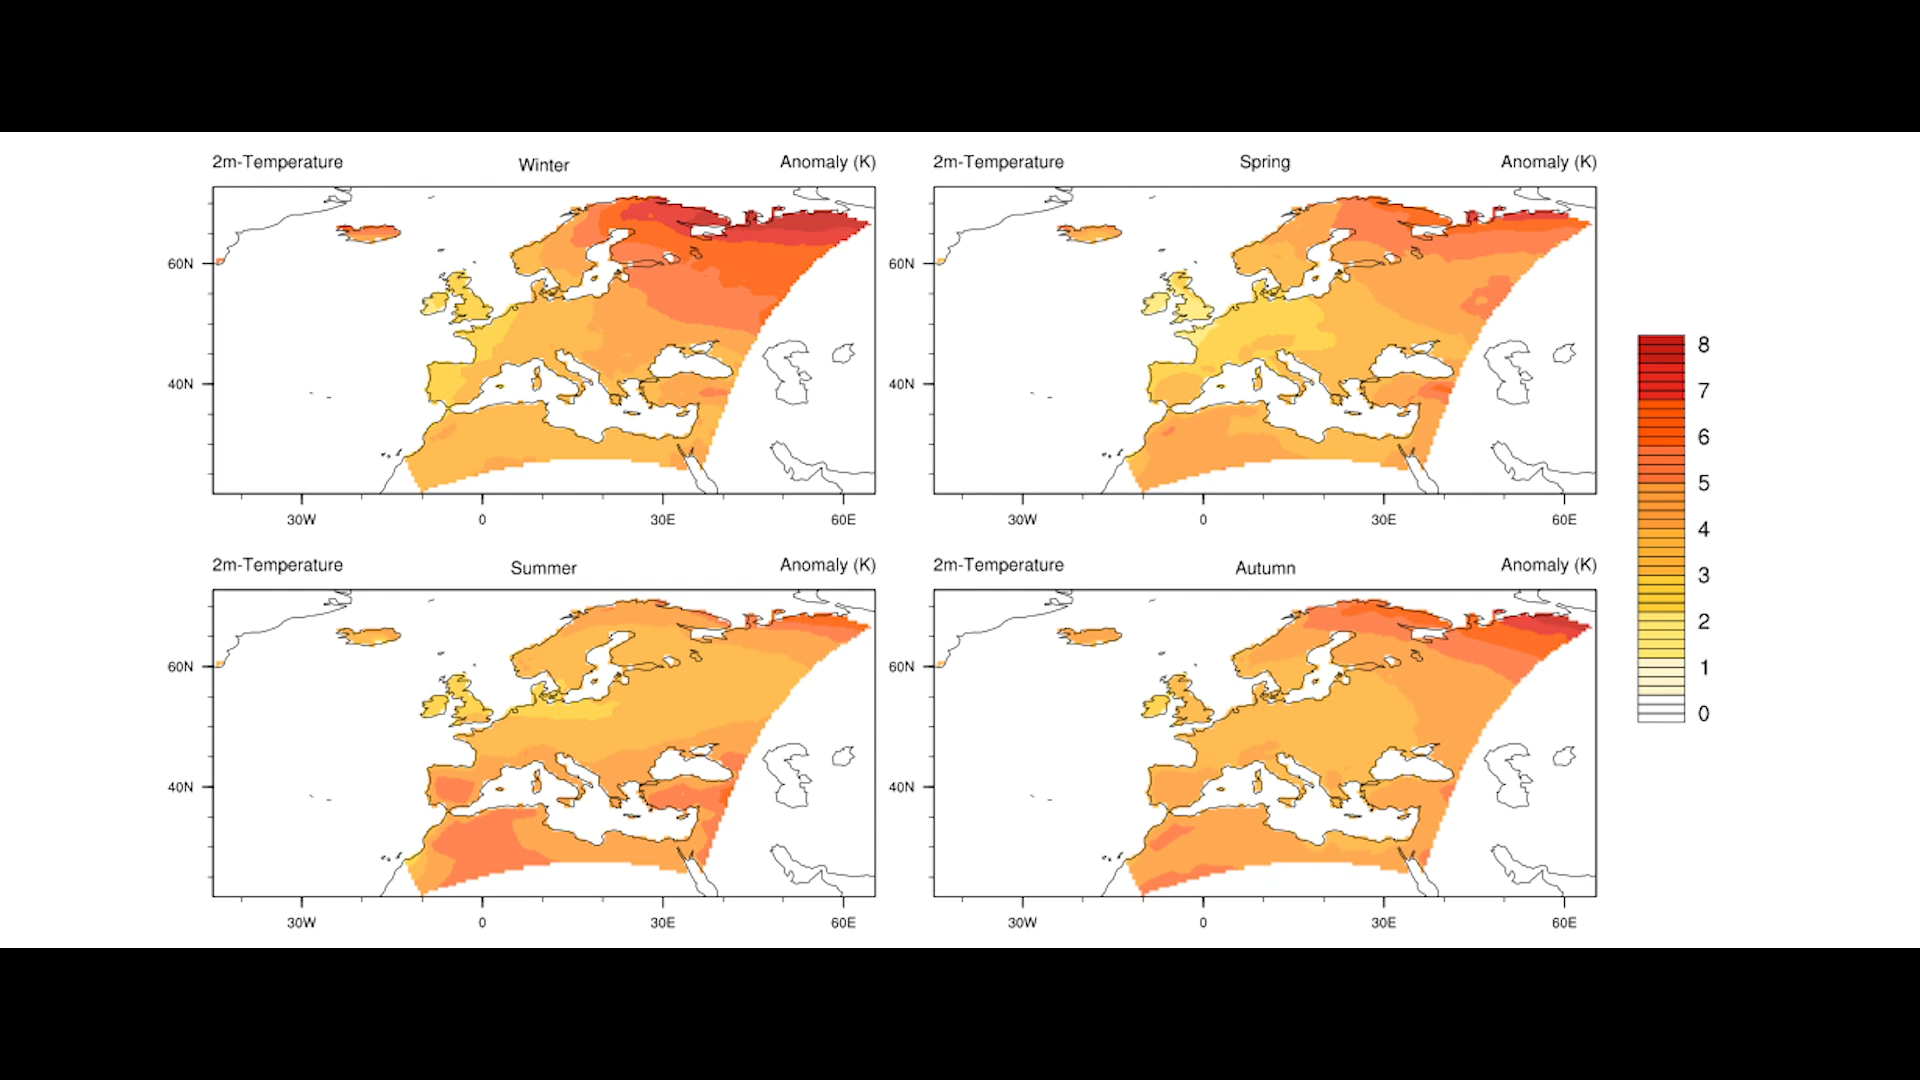 2m-Temperature Winter Anomaly (K)
60N
40N
30W 0 30E 60E
2m-Temperature Spring Anomaly (K)
60N
40N
30W 0 30E 60E
2m-Temperature Summer Anomaly (K)
60N
40N
30W 0 30E 60E
2m-Temperature Autumn Anomaly (K)
60N
40N
30W 0 30E 60E
8
7
6
5
4
3
2
1
0